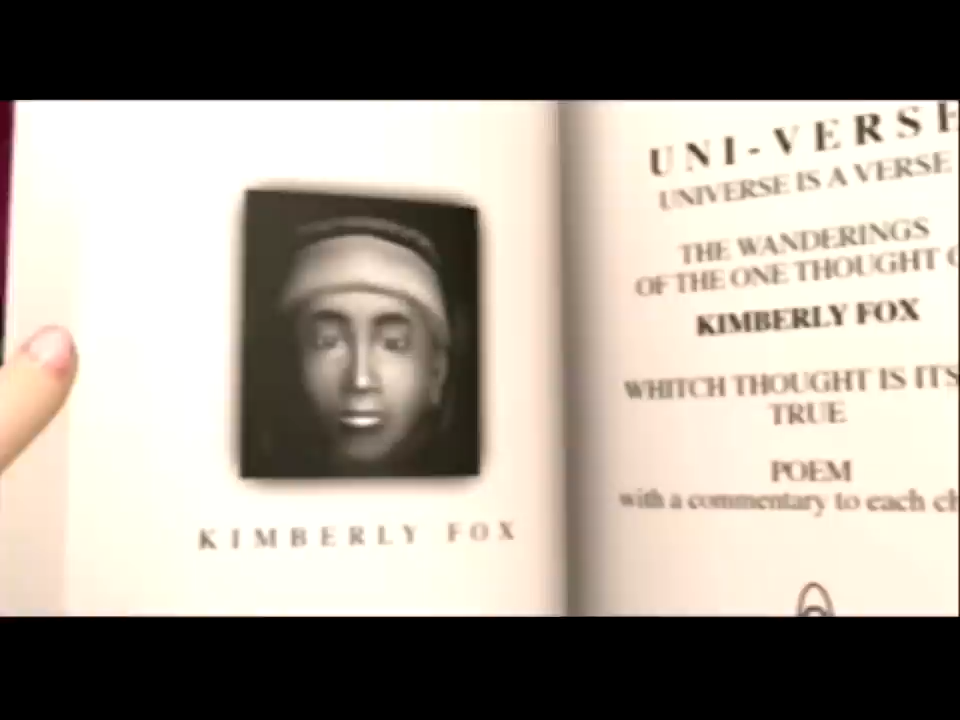 KIMBERLY FOX
UNI-VERSE
UNIVERSE IS A VERSE
THE WANDERINGS
OF THE ONE THOUGHT
KIMBERLY FOX
WHITCH THOUGHT IS ITS
TRUE
POEM
with a commentary to each